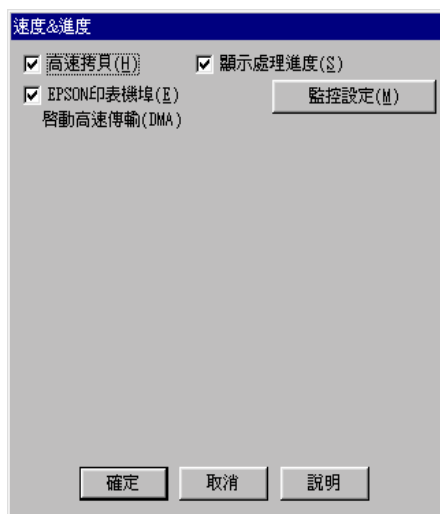 速度&進度
高速拷貝(H) 顯示處理進度(S)
EPSON印表機埠(E) 監控設定(M)
啓動高速傳輸(DMA)
確定 取消 說明